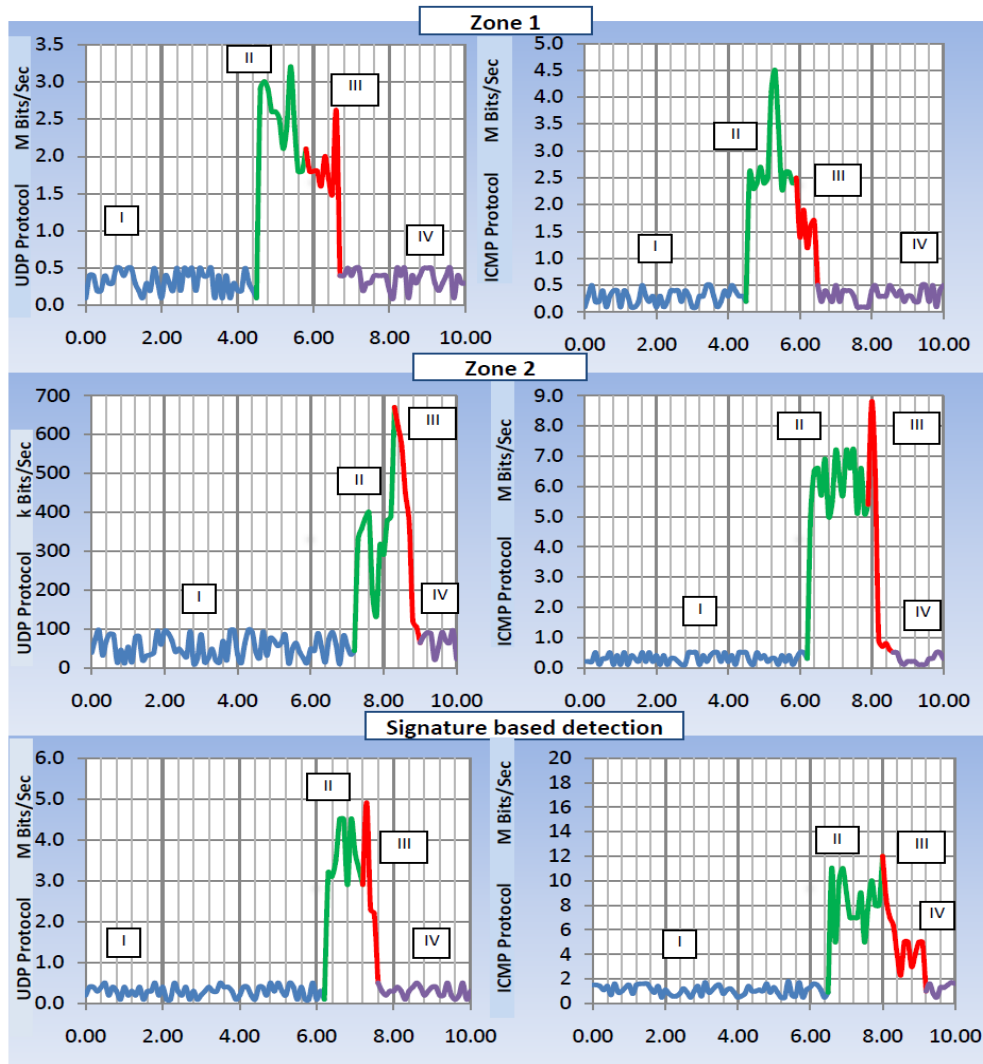 Zone 1
UDP Protocol M Bits/Sec
3.5
3.0
2.5
2.0
1.5
1.0
0.5
0.0
I
II
III
IV
0.00 2.00 4.00 6.00 8.00 10.00
ICMP Protocol M Bits/Sec
5.0
4.5
4.0
3.5
3.0
2.5
2.0
1.5
1.0
0.5
0.0
I
II
III
IV
0.00 2.00 4.00 6.00 8.00 10.00
Zone 2
UDP Protocol k Bits/Sec
700
600
500
400
300
200
100
0
I
II
III
IV
0.00 2.00 4.00 6.00 8.00 10.00
ICMP Protocol M Bits/Sec
9.0
8.0
7.0
6.0
5.0
4.0
3.0
2.0
1.0
0.0
I
II
III
IV
0.00 2.00 4.00 6.00 8.00 10.00
Signature based detection
UDP Protocol M Bits/Sec
6.0
5.0
4.0
3.0
2.0
1.0
0.0
I
II
III
IV
0.00 2.00 4.00 6.00 8.00 10.00
ICMP Protocol M Bits/Sec
20
18
16
14
12
10
8
6
4
2
0
I
II
III
IV
0.00 2.00 4.00 6.00 8.00 10.00